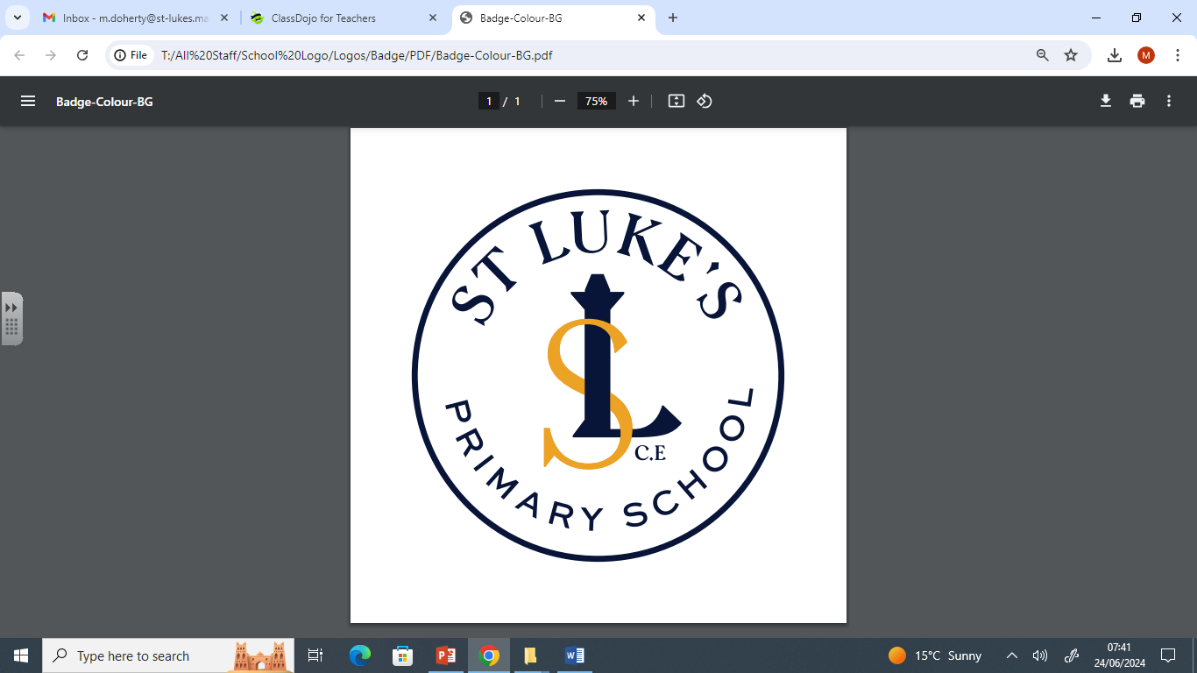 Inbox - m.doherty@st-lukes.ma
ClassDojo for Teachers
Badge-Colour-BG
File
T:/All%20Staff/School%20Logo/Logos/Badge/PDF/Badge-Colour-BG.pdf
M
Badge-Colour-BG
1 / 1
75%
ST LUKE'S
SL
C.E
PRIMARY SCHOOL
Type here to search
15°C Sunny
07:41
24/06/2024